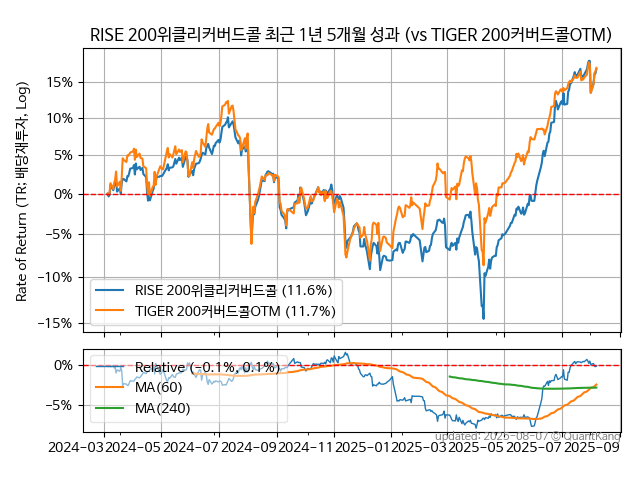 RISE 200위클리커버드콜 최근 1년 5개월 성과 (vs TIGER 200커버드콜OTM)
Rate of Return (TR: 배당재투자, Log)
15%
10%
5%
0%
−5%
−10%
−15%
RISE 200위클리커버드콜 (11.6%)
TIGER 200커버드콜OTM (11.7%)
0%
−5%
Relative (−0.1%, 0.1%)
MA(60)
MA(240)
updated: 2025-08-07 © QuantKang
2024−03 2024−05 2024−07 2024−09 2024−11 2025−01 2025−03 2025−05 2025−07 2025−09